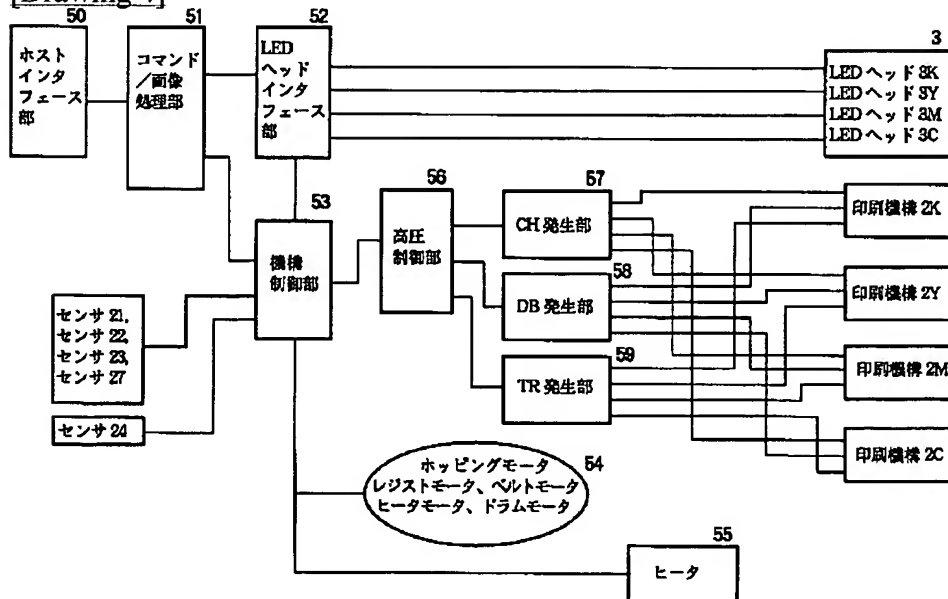 50
ホスト
インタ
フェース
部
51
コマンド
/画像
処理部
52
LED
ヘッド
インタ
フェース
部
3
LEDヘッド3K
LEDヘッド3Y
LEDヘッド3M
LEDヘッド3C
53
機構
制御部
56
高圧
制御部
57
CH発生部
58
DB発生部
59
TR発生部
印刷機構2K
印刷機構2Y
印刷機構2M
印刷機構2C
センサ21,
センサ22,
センサ23,
センサ27
センサ24
54
ホッピングモータ
レジストモータ、ベルトモータ
ヒータモータ、ドラムモータ
55
ヒータ